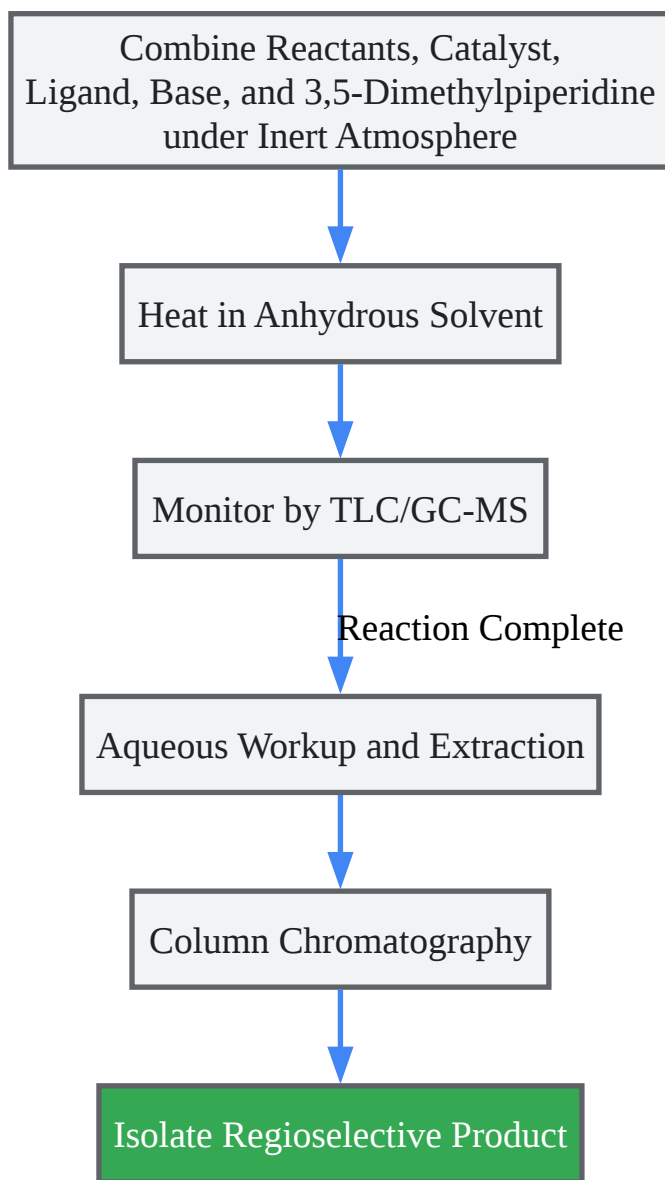 Combine Reactants, Catalyst,
Ligand, Base, and 3,5-Dimethylpiperidine
under Inert Atmosphere
Heat in Anhydrous Solvent
Monitor by TLC/GC-MS
Reaction Complete
Aqueous Workup and Extraction
Column Chromatography
Isolate Regioselective Product